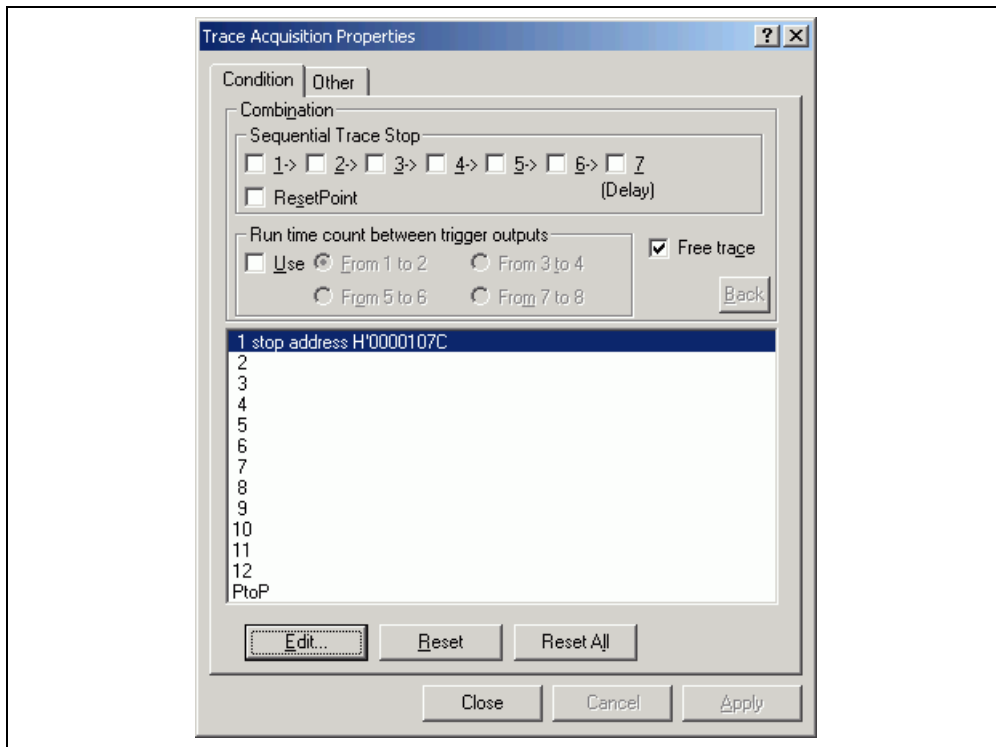 Trace Acquisition Properties
Condition
Other
Combination
Sequential Trace Stop
1-> 2-> 3-> 4-> 5-> 6-> 7
(Delay)
ResetPoint
Run time count between trigger outputs
Use From 1 to 2 From 3 to 4
From 5 to 6 From 7 to 8
Free trace
Back
1 stop address H'0000107C
2
3
4
5
6
7
8
9
10
11
12
PtoP
Edit... Reset Reset All
Close Cancel Apply